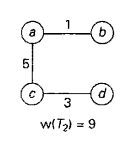 1
a b
5
c 3 d
w(T₂) = 9